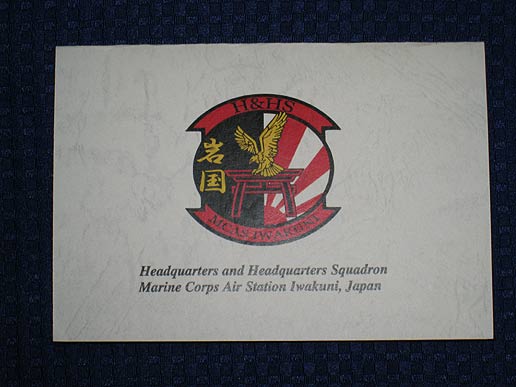 H&HS
岩
国
MCAS IWAKUNI
Headquarters and Headquarters Squadron
Marine Corps Air Station Iwakuni, Japan